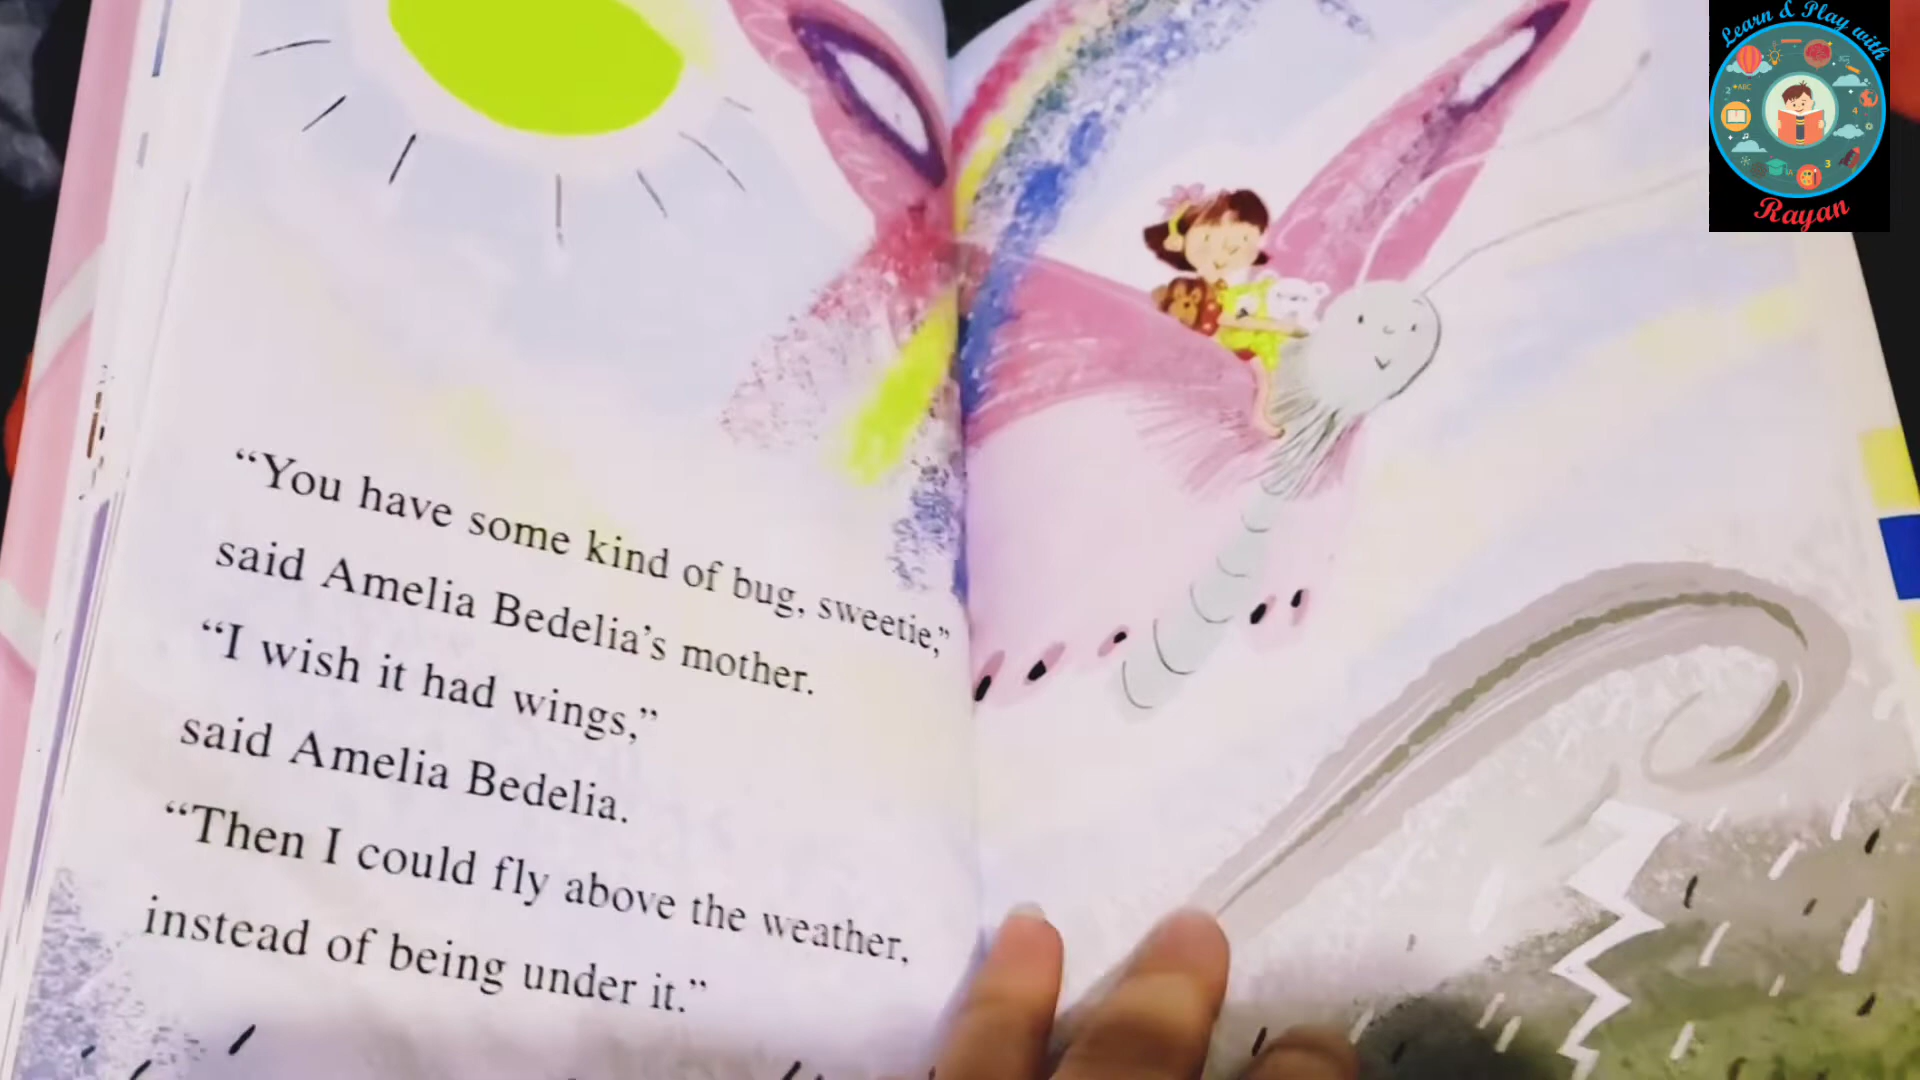 “You have some kind of bug, sweetie,”
said Amelia Bedelia’s mother.
“I wish it had wings,”
said Amelia Bedelia.
“Then I could fly above the weather,
instead of being under it.”
Learn & Play with
Rayan